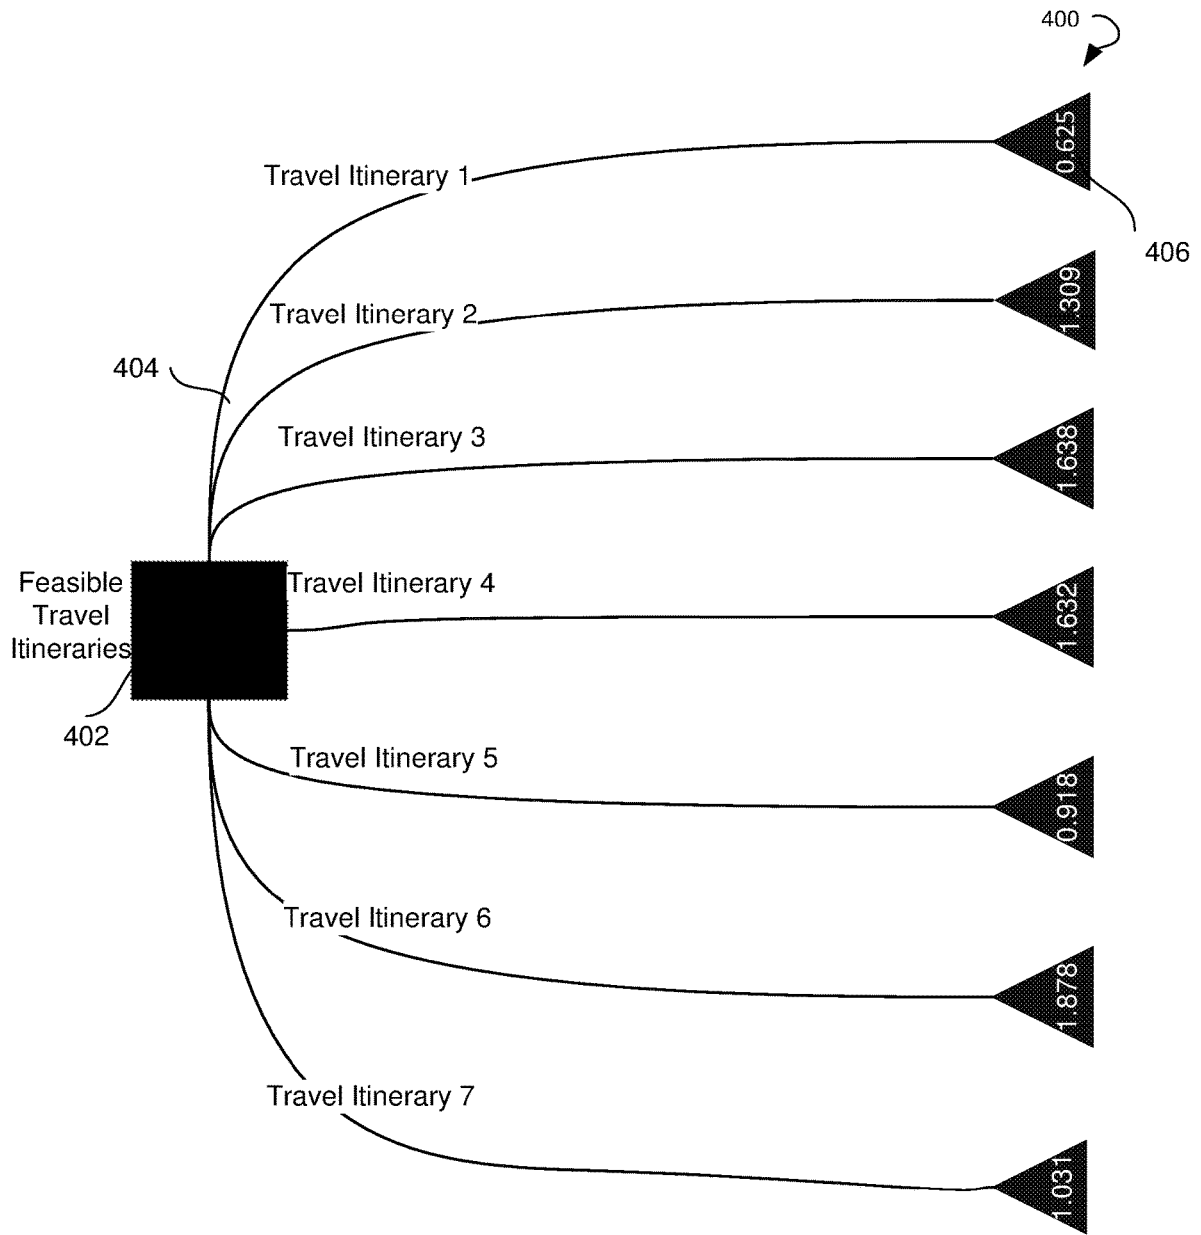 400
0.625
Travel Itinerary 1
406
1.309
Travel Itinerary 2
404
Travel Itinerary 3
1.638
Feasible
Travel
Itineraries
Travel Itinerary 4
1.632
402
Travel Itinerary 5
0.918
Travel Itinerary 6
1.878
Travel Itinerary 7
1.031